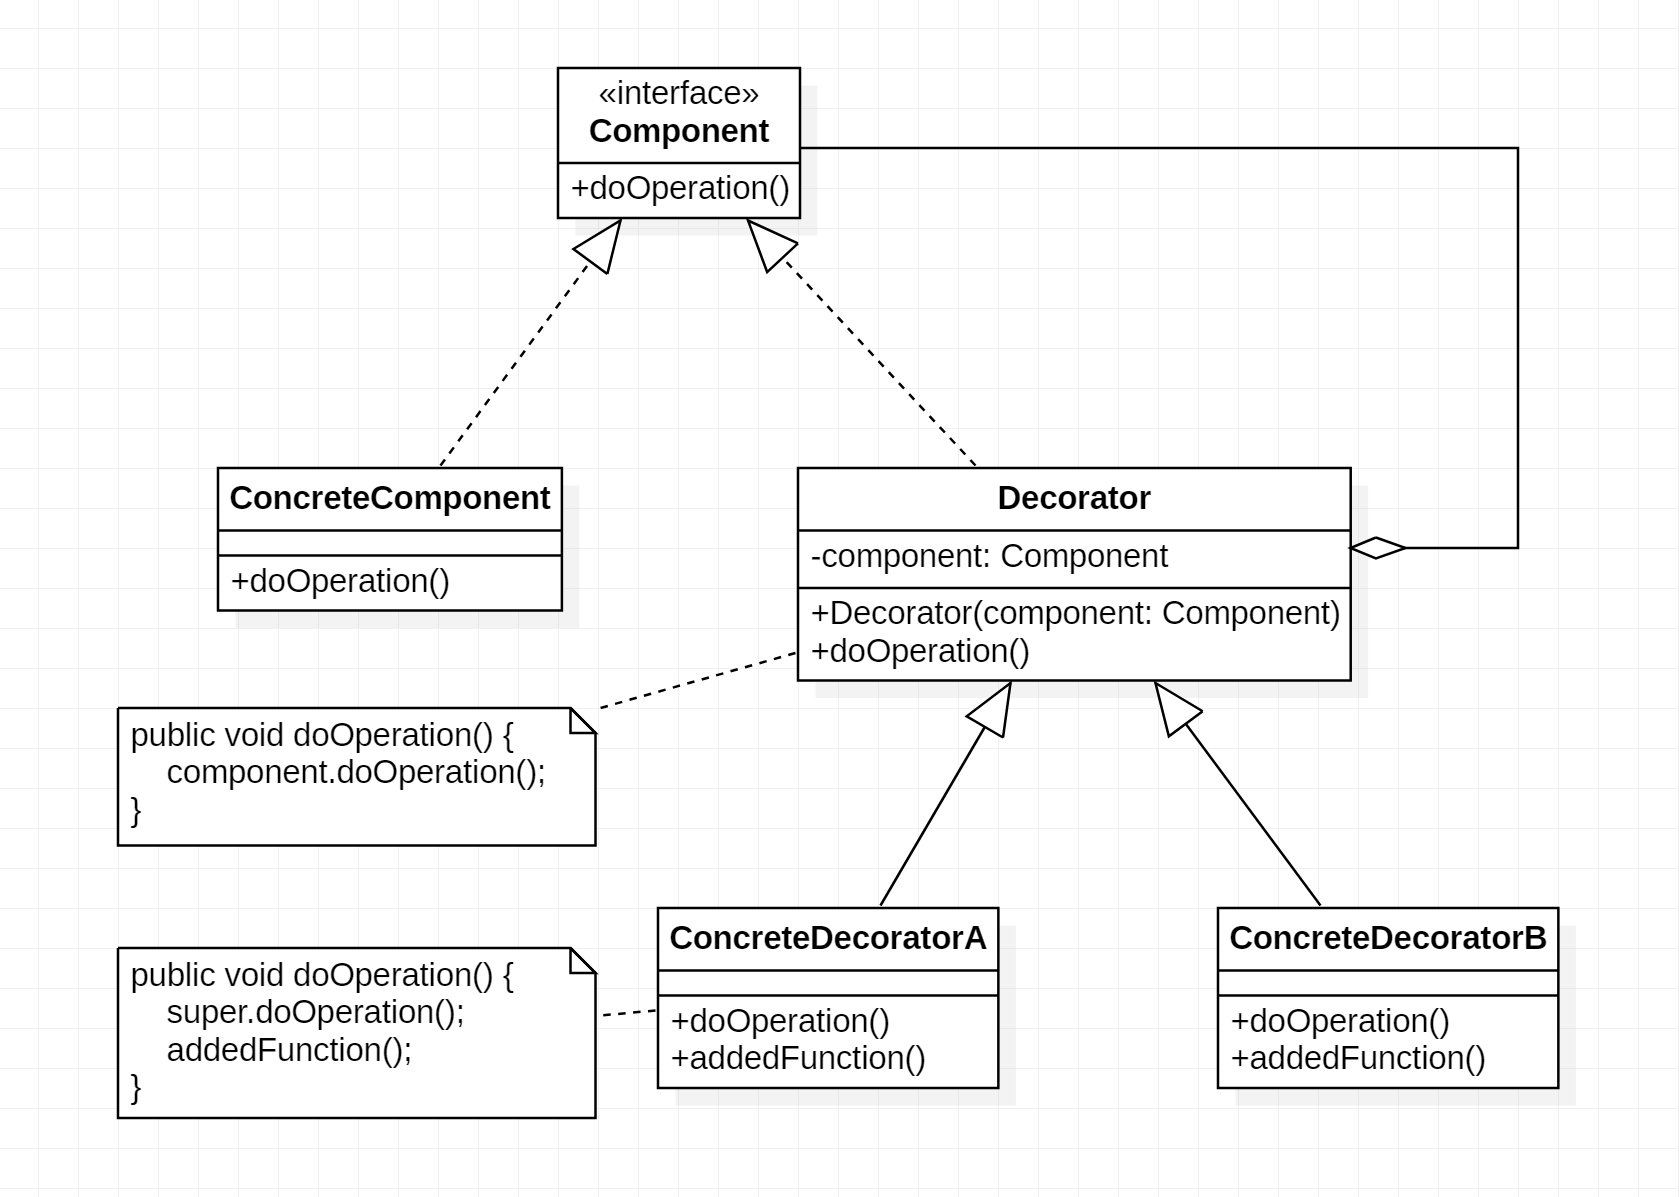 «interface»
Component
+doOperation()
ConcreteComponent
+doOperation()
Decorator
-component: Component
+Decorator(component: Component)
+doOperation()
public void doOperation() {
    component.doOperation();
}
public void doOperation() {
    super.doOperation();
    addedFunction();
}
ConcreteDecoratorA
+doOperation()
+addedFunction()
ConcreteDecoratorB
+doOperation()
+addedFunction()